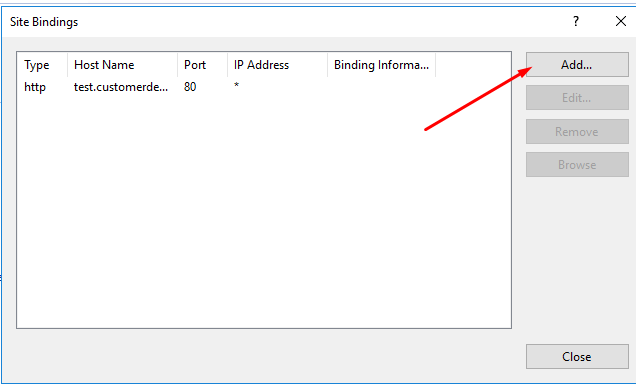 Site Bindings
Type Host Name Port IP Address Binding Informa...
http test.customerde... 80 *
Add...
Edit...
Remove
Browse
Close